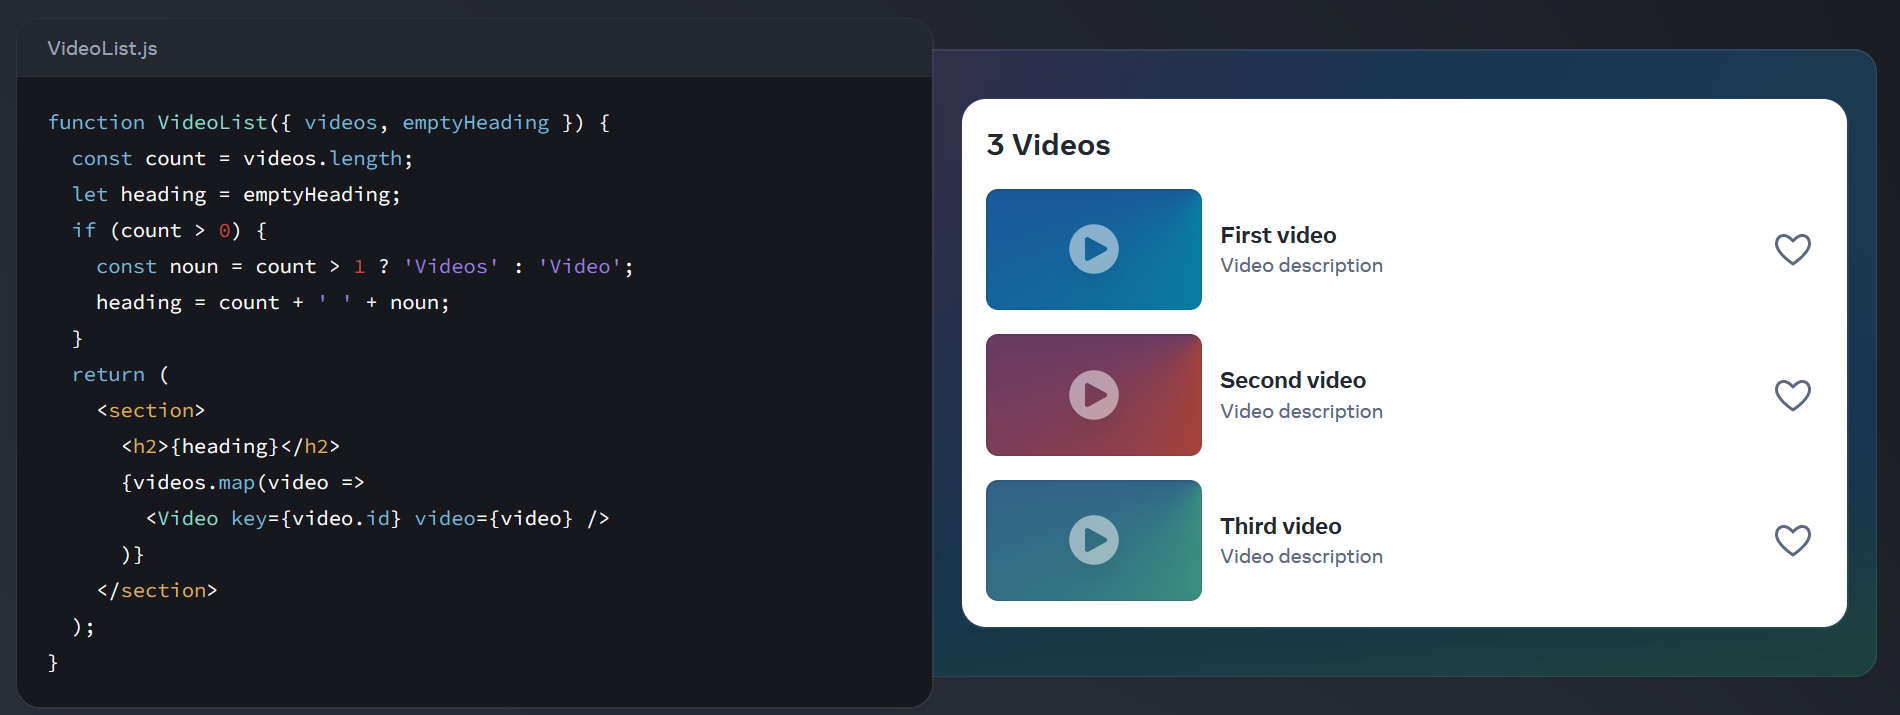 VideoList.js
function VideoList({ videos, emptyHeading }) {
  const count = videos.length;
  let heading = emptyHeading;
  if (count > 0) {
    const noun = count > 1 ? 'Videos' : 'Video';
    heading = count + ' ' + noun;
  }
  return (
    <section>
      <h2>{heading}</h2>
      {videos.map(video =>
        <Video key={video.id} video={video} />
      )}
    </section>
  );
}
3 Videos
First video
Video description
Second video
Video description
Third video
Video description